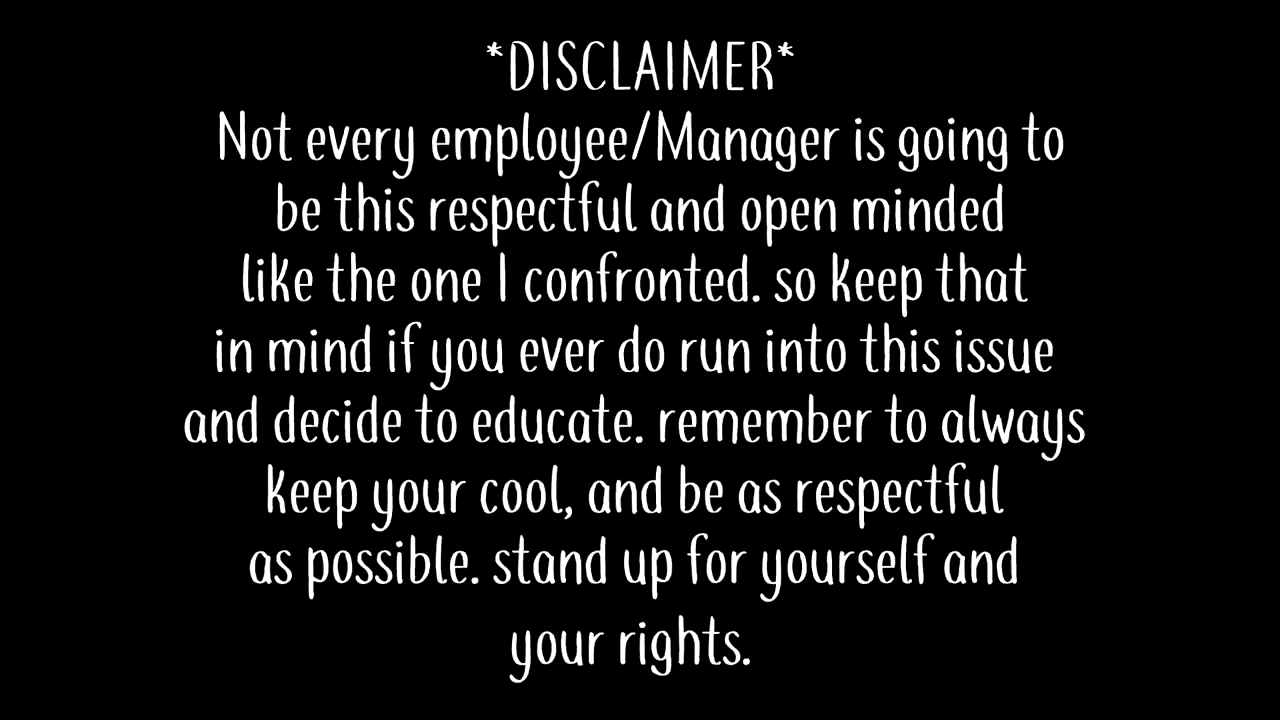 *DISCLAIMER*
Not every employee/Manager is going to
be this respectful and open minded
like the one I confronted. so keep that
in mind if you ever do run into this issue
and decide to educate. remember to always
keep your cool, and be as respectful
as possible. stand up for yourself and
your rights.